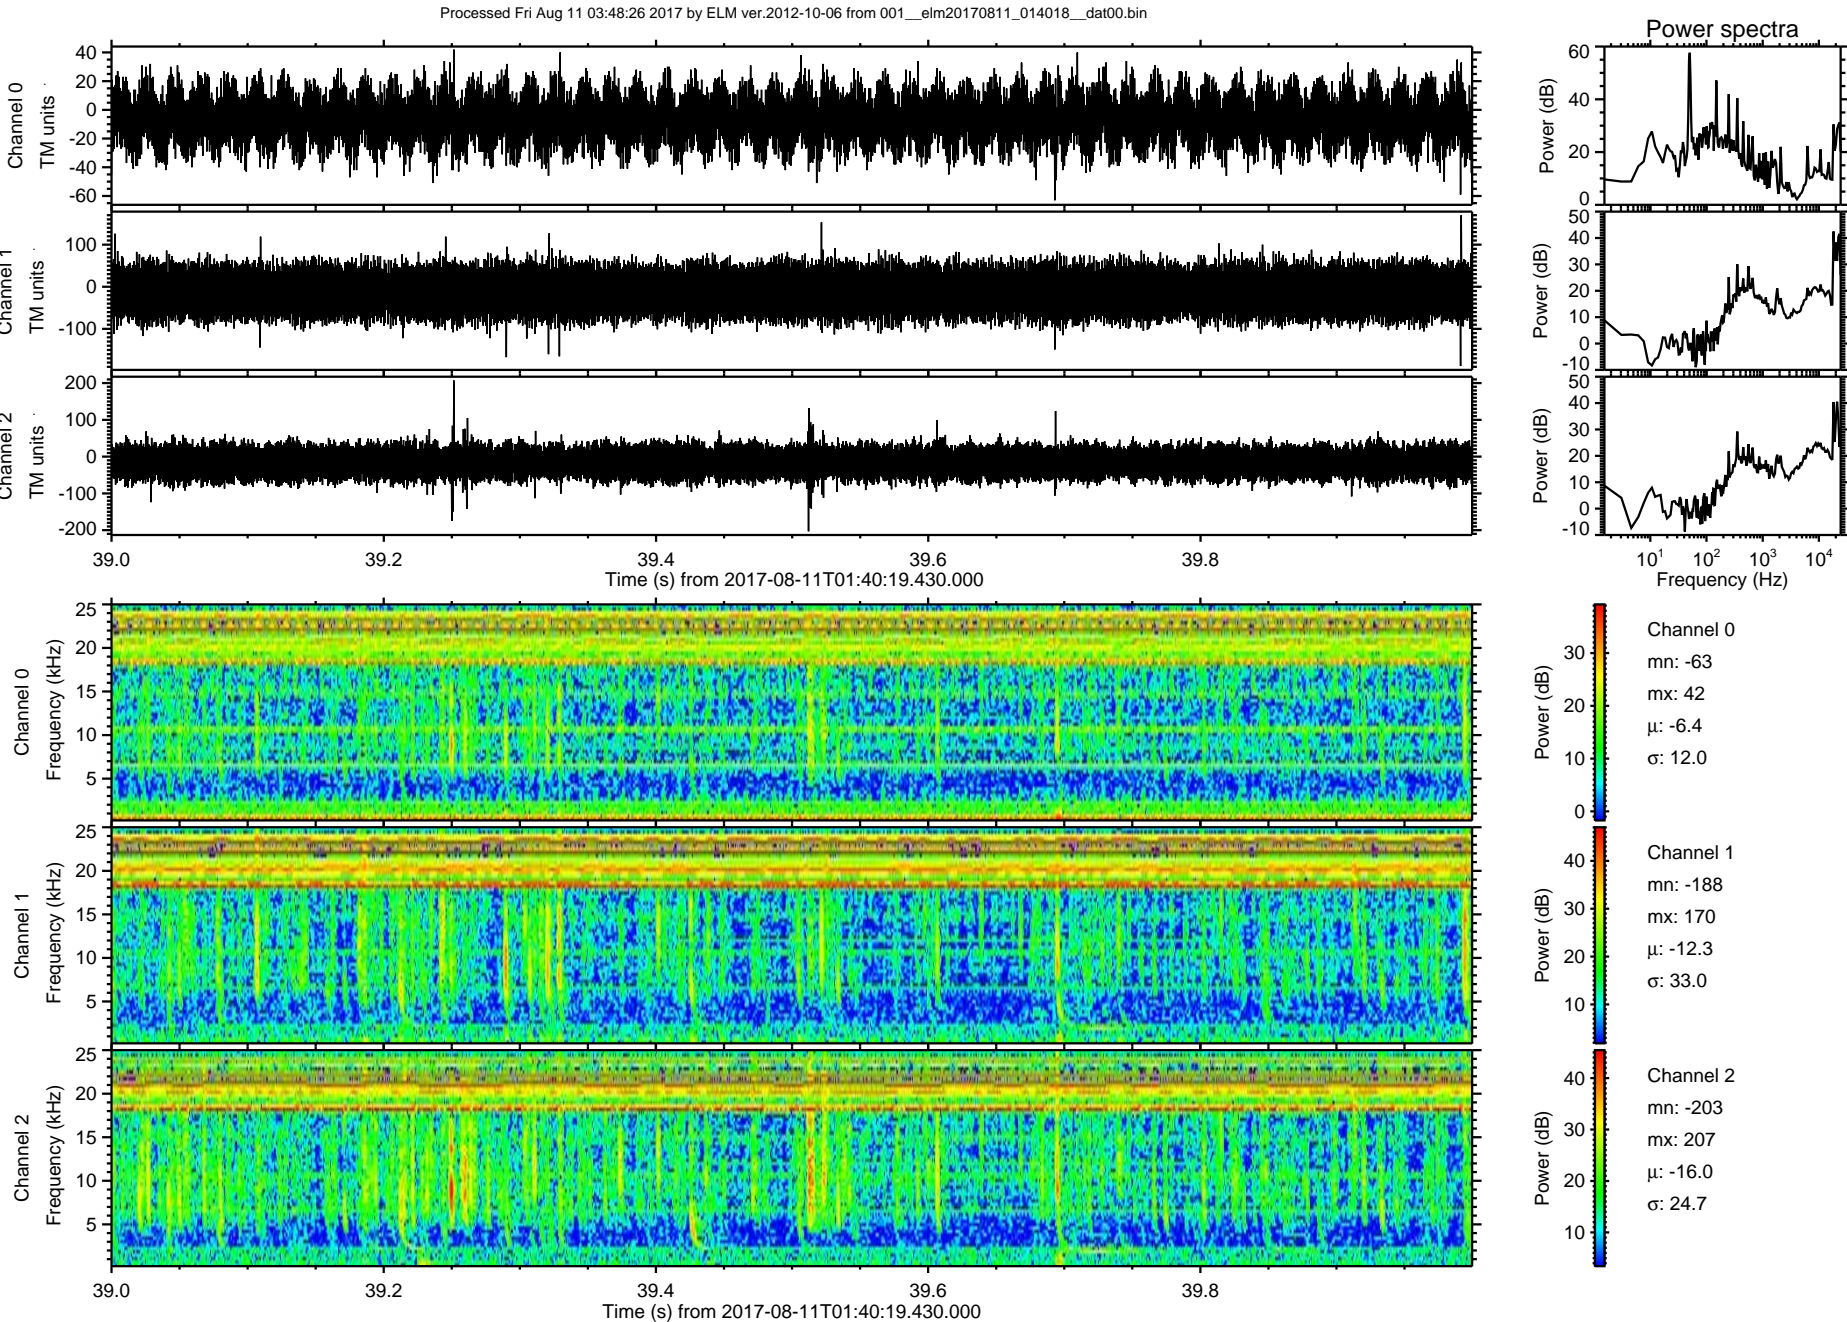 Processed Fri Aug 11 03:48:26 2017 by ELM ver.2012-10-06 from 001__elm20170811_014018__dat00.bin
Power spectra
Channel 0
TM units
40
20
0
-20
-40
-60
Power (dB)
60
40
20
0
Channel 1
TM units
100
0
-100
Power (dB)
50
40
30
20
10
0
-10
Channel 2
TM units
200
100
0
-100
-200
Power (dB)
50
40
30
20
10
0
-10
39.0 39.2 39.4 39.6 39.8
Time (s) from 2017-08-11T01:40:19.430.000
10^1 10^2 10^3 10^4
Frequency (Hz)
Channel 0
Frequency (kHz)
25
20
15
10
5
Power (dB)
30
20
10
0
Channel 0
mn: -63
mx: 42
μ: -6.4
σ: 12.0
Channel 1
Frequency (kHz)
25
20
15
10
5
Power (dB)
40
30
20
10
Channel 1
mn: -188
mx: 170
μ: -12.3
σ: 33.0
Channel 2
Frequency (kHz)
25
20
15
10
5
Power (dB)
40
30
20
10
Channel 2
mn: -203
mx: 207
μ: -16.0
σ: 24.7
39.0 39.2 39.4 39.6 39.8
Time (s) from 2017-08-11T01:40:19.430.000